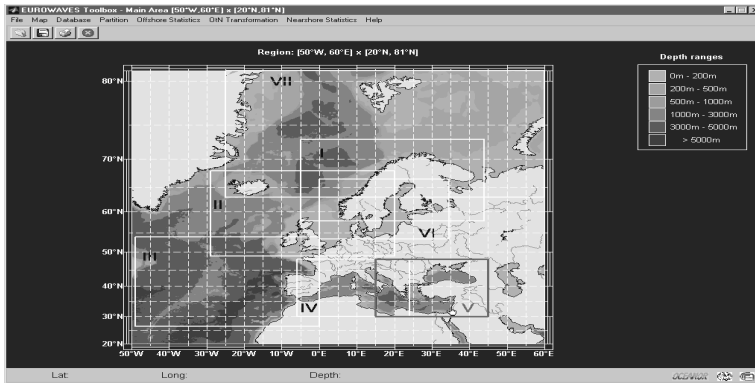 EUROWAVES Toolbox - Main Area [50°W,60°E] x [20°N,81°N]
File Map Database Partition Offshore Statistics OtN Transformation Nearshore Statistics Help
Region: [50°W, 60°E] x [20°N, 81°N]
Depth ranges
0m - 200m
200m - 500m
500m - 1000m
1000m - 3000m
3000m - 5000m
> 5000m
80°N
70°N
60°N
50°N
40°N
30°N
20°N
VII
I
II
VI
III
IV
V
50°W 40°W 30°W 20°W 10°W 0°E 10°E 20°E 30°E 40°E 50°E 60°E
Lat: Long: Depth: OCEANOR